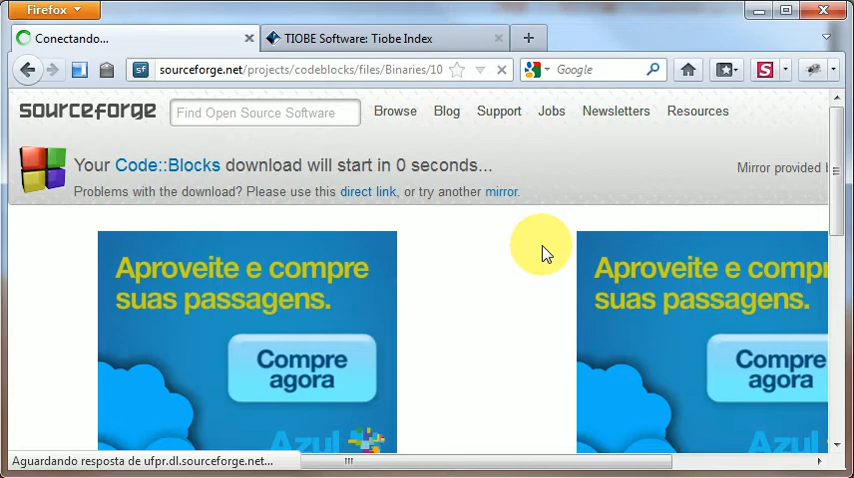 Firefox
Conectando...
TIOBE Software: Tiobe Index
sf
sourceforge.net/projects/codeblocks/files/Binaries/10
Google
sourceforge
Find Open Source Software
Browse
Blog
Support
Jobs
Newsletters
Resources
Your Code::Blocks download will start in 0 seconds...
Mirror provided
Problems with the download? Please use this direct link, or try another mirror.
Aproveite e compre
suas passagens.
Compre
agora
Azul
Aproveite e compr
suas passagens.
Compre
agora
Azul
Aguardando resposta de ufpr.dl.sourceforge.net...